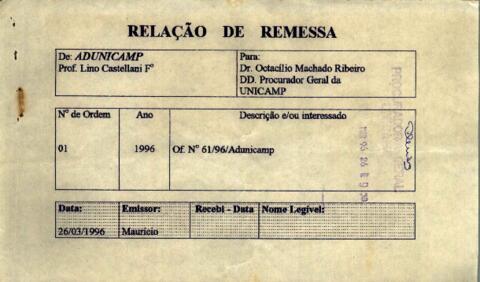 RELAÇÃO DE REMESSA
De: ADUNICAMP
Prof. Lino Castellani Fº
Para:
Dr. Octacílio Machado Ribeiro
DD. Procurador Geral da
UNICAMP
Nº de Ordem
Ano
Descrição e/ou interessado
01
1996
Of. Nº 61/96/Adunicamp
Data:
Emissor:
Recebi - Data
Nome Legível:
26/03/1996
Maurício